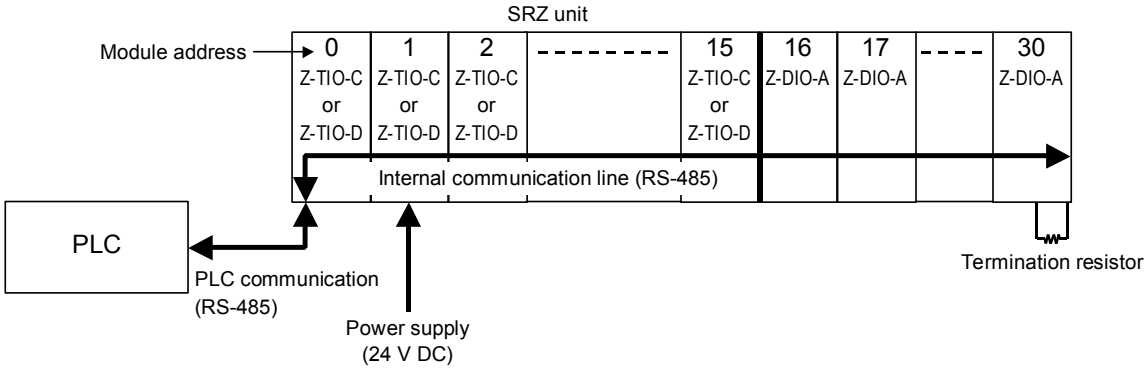 SRZ unit
Module address
0 1 2 15 16 17 30
Z-TIO-C Z-TIO-C Z-TIO-C Z-TIO-C Z-DIO-A Z-DIO-A Z-DIO-A
or or or or
Z-TIO-D Z-TIO-D Z-TIO-D Z-TIO-D
Internal communication line (RS-485)
PLC
PLC communication
(RS-485)
Termination resistor
Power supply
(24 V DC)